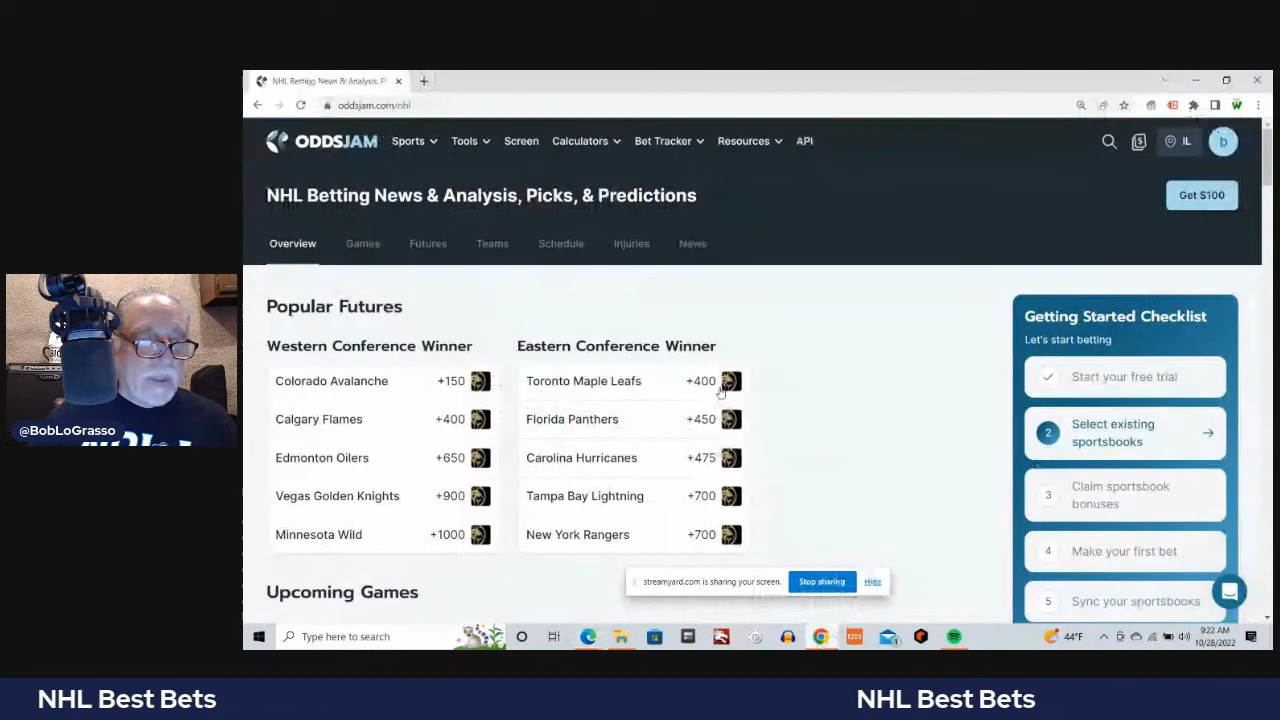 NHL Betting News & Analysis, P
oddsjam.com/nhl
ODDSJAM Sports Tools Screen Calculators Bet Tracker Resources API IL b
NHL Betting News & Analysis, Picks, & Predictions
Get $100
Overview Games Futures Teams Schedule Injuries News
Popular Futures
Western Conference Winner
Colorado Avalanche +150
Calgary Flames +400
Edmonton Oilers +650
Vegas Golden Knights +900
Minnesota Wild +1000
Eastern Conference Winner
Toronto Maple Leafs +400
Florida Panthers +450
Carolina Hurricanes +475
Tampa Bay Lightning +700
New York Rangers +700
Upcoming Games
Getting Started Checklist
Let's start betting
Start your free trial
2 Select existing
sportsbooks
3 Claim sportsbook
bonuses
4 Make your first bet
5 Sync your sportsbooks
streamyard.com is sharing your screen. Stop sharing Hide
Type here to search
44°F
9:22 AM
10/28/2022
@BobLoGrasso
NHL Best Bets
NHL Best Bets